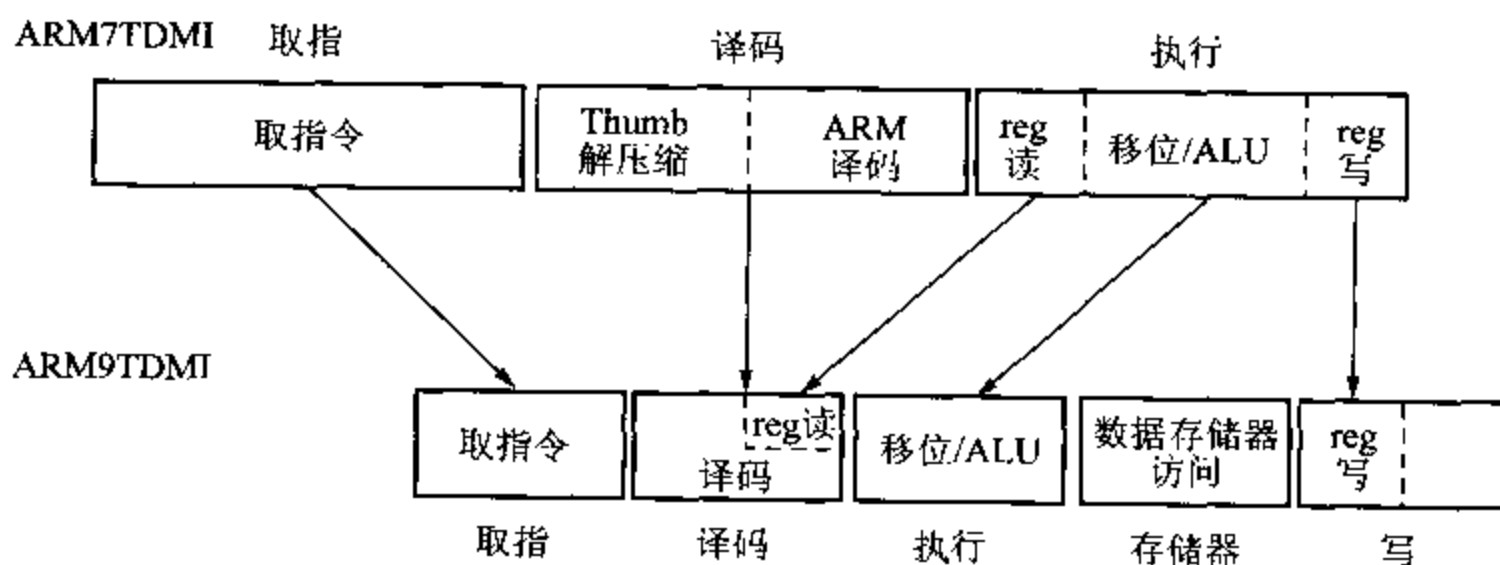 ARM7TDMI 取指 译码 执行
取指令 Thumb 解压缩 ARM 译码 reg 读 移位/ALU reg 写
ARM9TDMI
取指令 reg读 译码 移位/ALU 数据存储器 访问 reg 写
取指 译码 执行 存储器 写